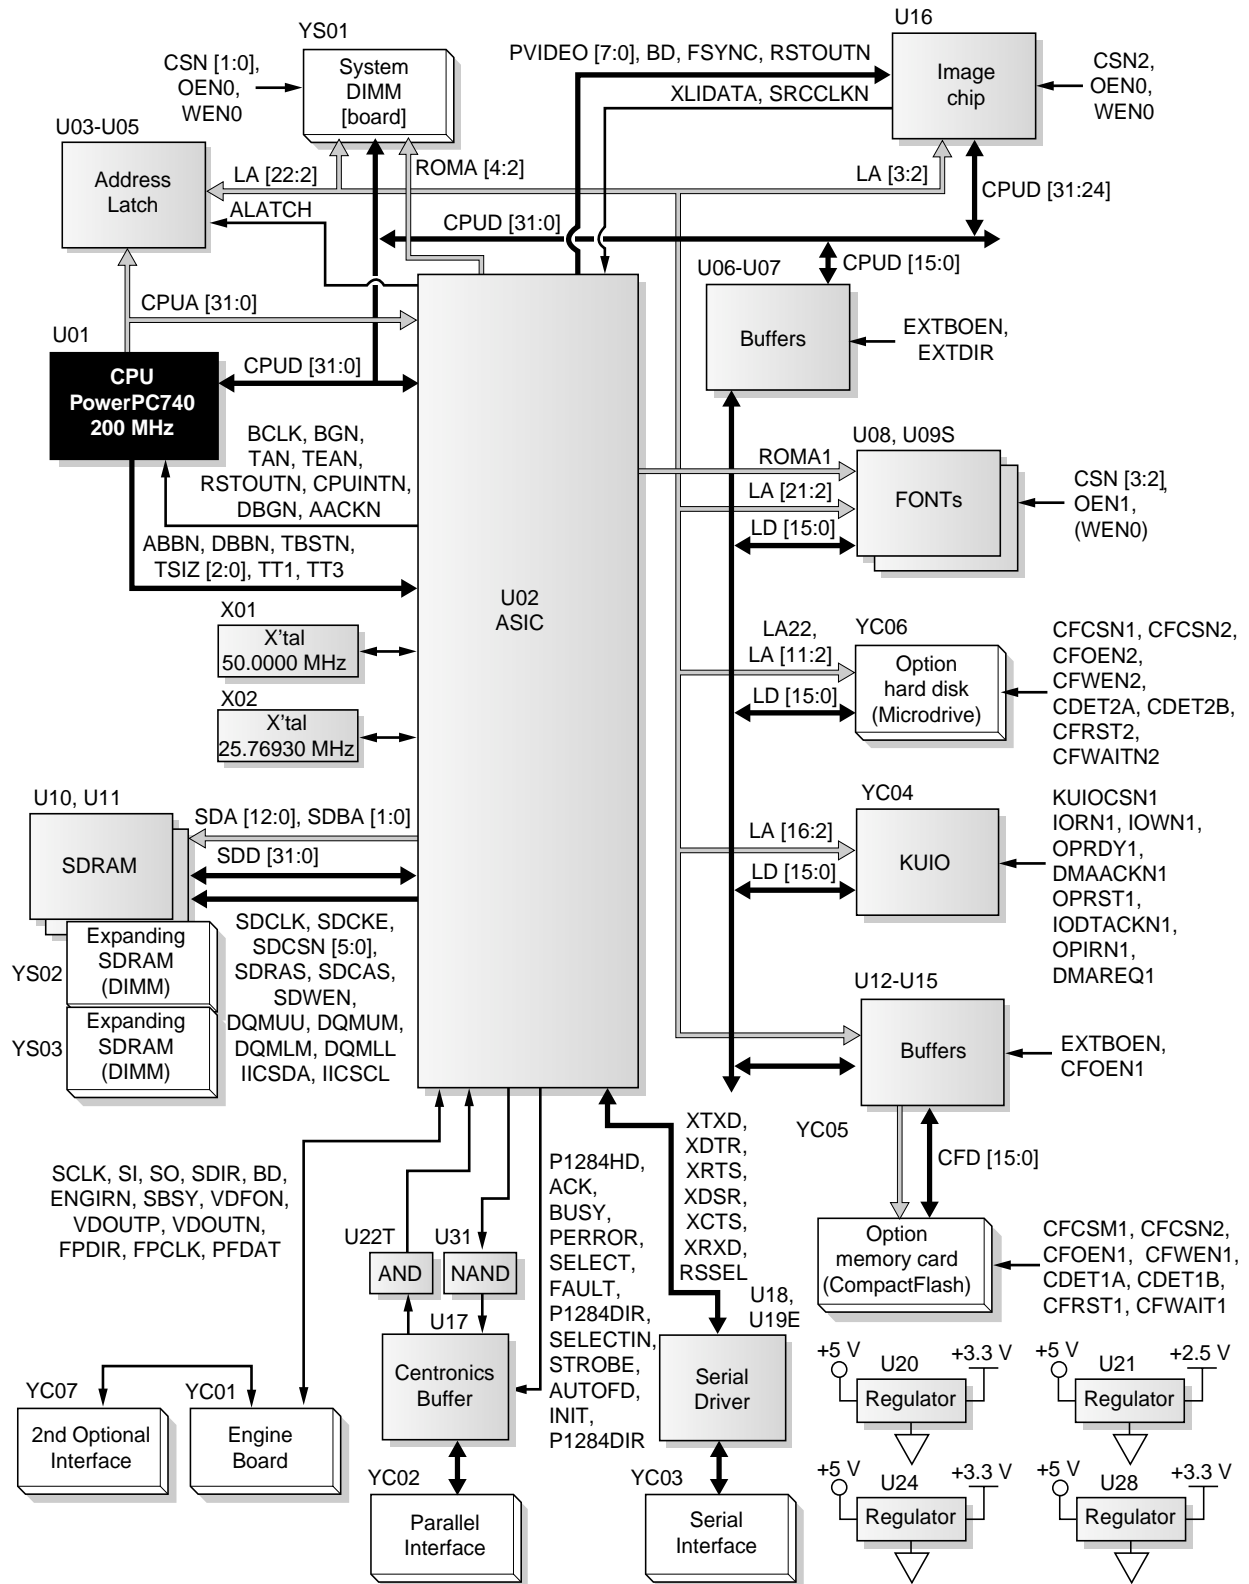 YS01
System
DIMM
[board]
CSN [1:0],
OEN0,
WEN0
PVIDEO [7:0], BD, FSYNC, RSTOUTN
XLIDATA, SRCCLKN
U16
Image
chip
CSN2,
OEN0,
WEN0
U03-U05
Address
Latch
LA [22:2]
ROMA [4:2]
LA [3:2]
CPUD [31:24]
ALATCH
CPUD [31:0]
CPUD [15:0]
U06-U07
Buffers
EXTBOEN,
EXTDIR
CPUA [31:0]
U01
CPU
PowerPC740
200 MHz
CPUD [31:0]
BCLK, BGN,
TAN, TEAN,
RSTOUTN, CPUINTN,
DBGN, AACKN
ABBN, DBBN, TBSTN,
TSIZ [2:0], TT1, TT3
U02
ASIC
X01
X'tal
50.0000 MHz
X02
X'tal
25.76930 MHz
U08, U09S
FONTs
ROMA1
LA [21:2]
LD [15:0]
CSN [3:2],
OEN1,
(WEN0)
YC06
Option
hard disk
(Microdrive)
LA22,
LA [11:2]
LD [15:0]
CFCSN1, CFCSN2,
CFOEN2,
CFWEN2,
CDET2A, CDET2B,
CFRST2,
CFWAITN2
YC04
KUIO
LA [16:2]
LD [15:0]
KUIOCSN1
IORN1, IOWN1,
OPRDY1,
DMAACKN1
OPRST1,
IODTACKN1,
OPIRN1,
DMAREQ1
U10, U11
SDRAM
SDA [12:0], SDBA [1:0]
SDD [31:0]
SDCLK, SDCKE,
SDCSN [5:0],
SDRAS, SDCAS,
SDWEN,
DQMUU, DQMUM,
DQMLM, DQMLL
IICSDA, IICSCL
YS02
Expanding
SDRAM
(DIMM)
YS03
Expanding
SDRAM
(DIMM)
U12-U15
Buffers
EXTBOEN,
CFOEN1
YC05
CFD [15:0]
Option
memory card
(CompactFlash)
CFCSM1, CFCSN2,
CFOEN1, CFWEN1,
CDET1A, CDET1B,
CFRST1, CFWAIT1
SCLK, SI, SO, SDIR, BD,
ENGIRN, SBSY, VDFON,
VDOUTP, VDOUTN,
FPDIR, FPCLK, PFDAT
U22T
AND
U31
NAND
U17
Centronics
Buffer
P1284HD,
ACK,
BUSY,
PERROR,
SELECT,
FAULT,
P1284DIR,
SELECTIN,
STROBE,
AUTOFD,
INIT,
P1284DIR
XTXD,
XDTR,
XRTS,
XDSR,
XCTS,
XRXD,
RSSEL
U18,
U19E
Serial
Driver
YC07
2nd Optional
Interface
YC01
Engine
Board
YC02
Parallel
Interface
YC03
Serial
Interface
+5 V
U20
Regulator
+3.3 V
+5 V
U21
Regulator
+2.5 V
+5 V
U24
Regulator
+3.3 V
+5 V
U28
Regulator
+3.3 V